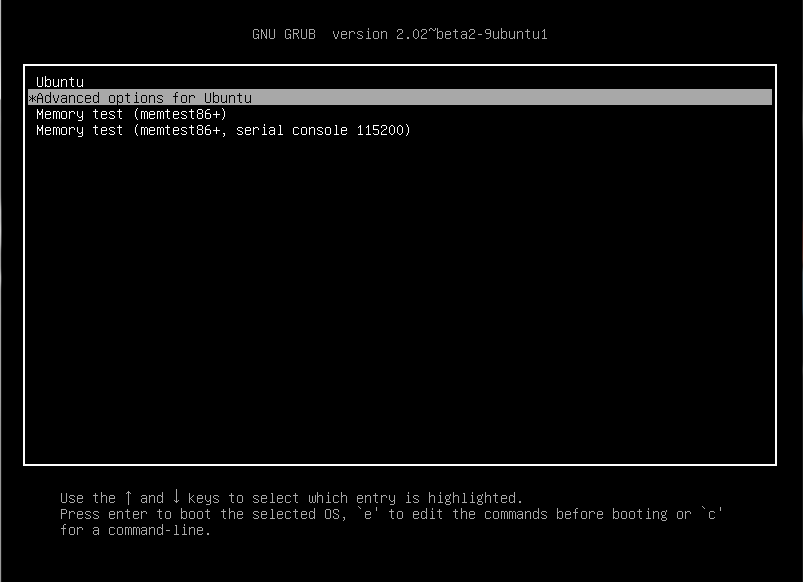 GNU GRUB  version 2.02~beta2-9ubuntu1
Ubuntu
*Advanced options for Ubuntu
Memory test (memtest86+)
Memory test (memtest86+, serial console 115200)
Use the ↑ and ↓ keys to select which entry is highlighted.
Press enter to boot the selected OS, `e' to edit the commands before booting or `c'
for a command-line.